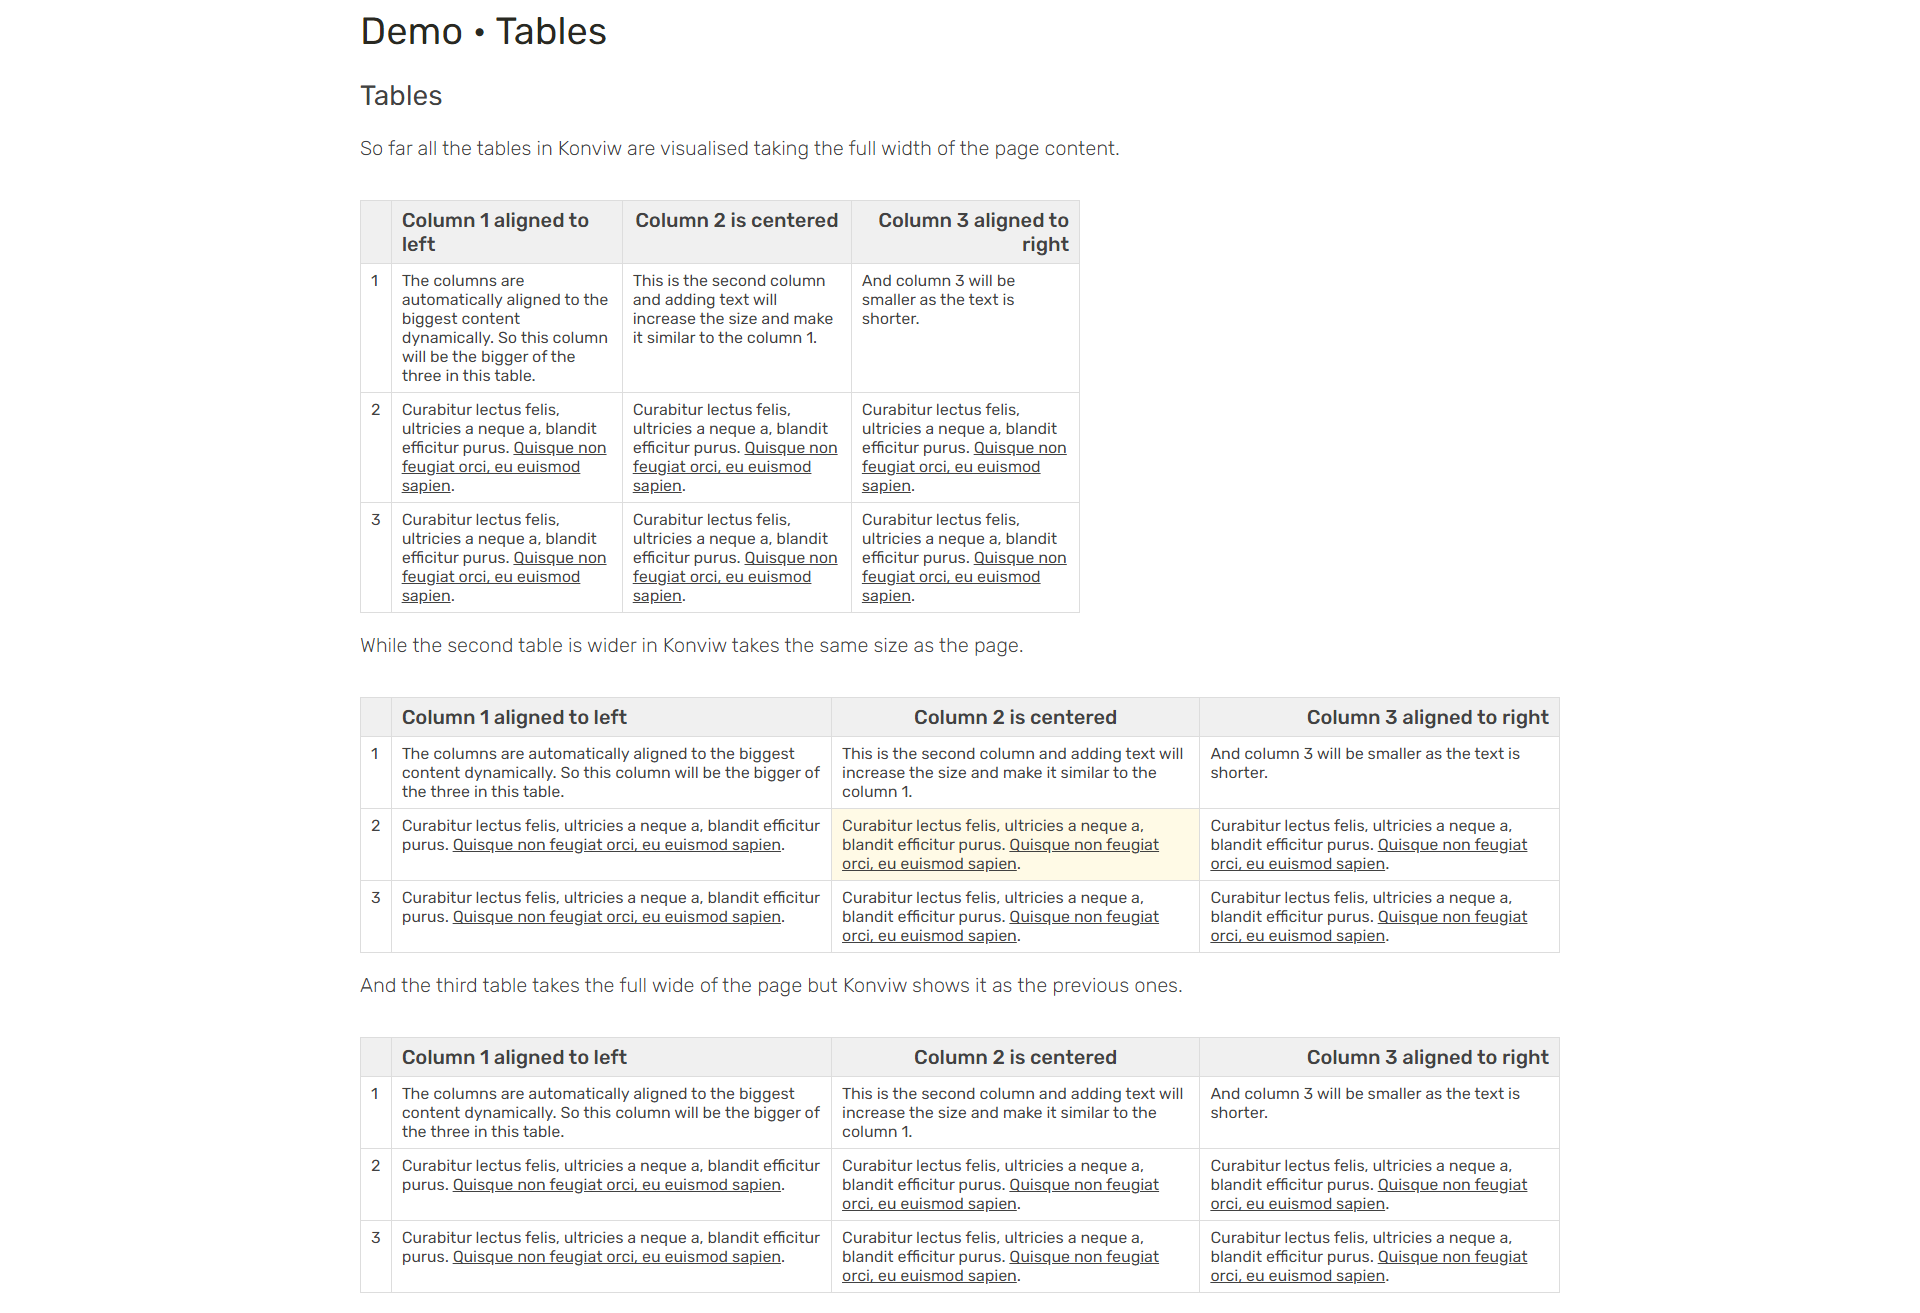 Demo • Tables
Tables
So far all the tables in Konviw are visualised taking the full width of the page content.
Column 1 aligned to
left
Column 2 is centered
Column 3 aligned to
right
1
The columns are
automatically aligned to the
biggest content
dynamically. So this column
will be the bigger of the
three in this table.
This is the second column
and adding text will
increase the size and make
it similar to the column 1.
And column 3 will be
smaller as the text is
shorter.
2
Curabitur lectus felis,
ultricies a neque a, blandit
efficitur purus. Quisque non
feugiat orci, eu euismod
sapien.
Curabitur lectus felis,
ultricies a neque a, blandit
efficitur purus. Quisque non
feugiat orci, eu euismod
sapien.
Curabitur lectus felis,
ultricies a neque a, blandit
efficitur purus. Quisque non
feugiat orci, eu euismod
sapien.
3
Curabitur lectus felis,
ultricies a neque a, blandit
efficitur purus. Quisque non
feugiat orci, eu euismod
sapien.
Curabitur lectus felis,
ultricies a neque a, blandit
efficitur purus. Quisque non
feugiat orci, eu euismod
sapien.
Curabitur lectus felis,
ultricies a neque a, blandit
efficitur purus. Quisque non
feugiat orci, eu euismod
sapien.
While the second table is wider in Konviw takes the same size as the page.
Column 1 aligned to left
Column 2 is centered
Column 3 aligned to right
1
The columns are automatically aligned to the biggest
content dynamically. So this column will be the bigger of
the three in this table.
This is the second column and adding text will
increase the size and make it similar to the
column 1.
And column 3 will be smaller as the text is
shorter.
2
Curabitur lectus felis, ultricies a neque a, blandit efficitur
purus. Quisque non feugiat orci, eu euismod sapien.
Curabitur lectus felis, ultricies a neque a,
blandit efficitur purus. Quisque non feugiat
orci, eu euismod sapien.
Curabitur lectus felis, ultricies a neque a,
blandit efficitur purus. Quisque non feugiat
orci, eu euismod sapien.
3
Curabitur lectus felis, ultricies a neque a, blandit efficitur
purus. Quisque non feugiat orci, eu euismod sapien.
Curabitur lectus felis, ultricies a neque a,
blandit efficitur purus. Quisque non feugiat
orci, eu euismod sapien.
Curabitur lectus felis, ultricies a neque a,
blandit efficitur purus. Quisque non feugiat
orci, eu euismod sapien.
And the third table takes the full wide of the page but Konviw shows it as the previous ones.
Column 1 aligned to left
Column 2 is centered
Column 3 aligned to right
1
The columns are automatically aligned to the biggest
content dynamically. So this column will be the bigger of
the three in this table.
This is the second column and adding text will
increase the size and make it similar to the
column 1.
And column 3 will be smaller as the text is
shorter.
2
Curabitur lectus felis, ultricies a neque a, blandit efficitur
purus. Quisque non feugiat orci, eu euismod sapien.
Curabitur lectus felis, ultricies a neque a,
blandit efficitur purus. Quisque non feugiat
orci, eu euismod sapien.
Curabitur lectus felis, ultricies a neque a,
blandit efficitur purus. Quisque non feugiat
orci, eu euismod sapien.
3
Curabitur lectus felis, ultricies a neque a, blandit efficitur
purus. Quisque non feugiat orci, eu euismod sapien.
Curabitur lectus felis, ultricies a neque a,
blandit efficitur purus. Quisque non feugiat
orci, eu euismod sapien.
Curabitur lectus felis, ultricies a neque a,
blandit efficitur purus. Quisque non feugiat
orci, eu euismod sapien.